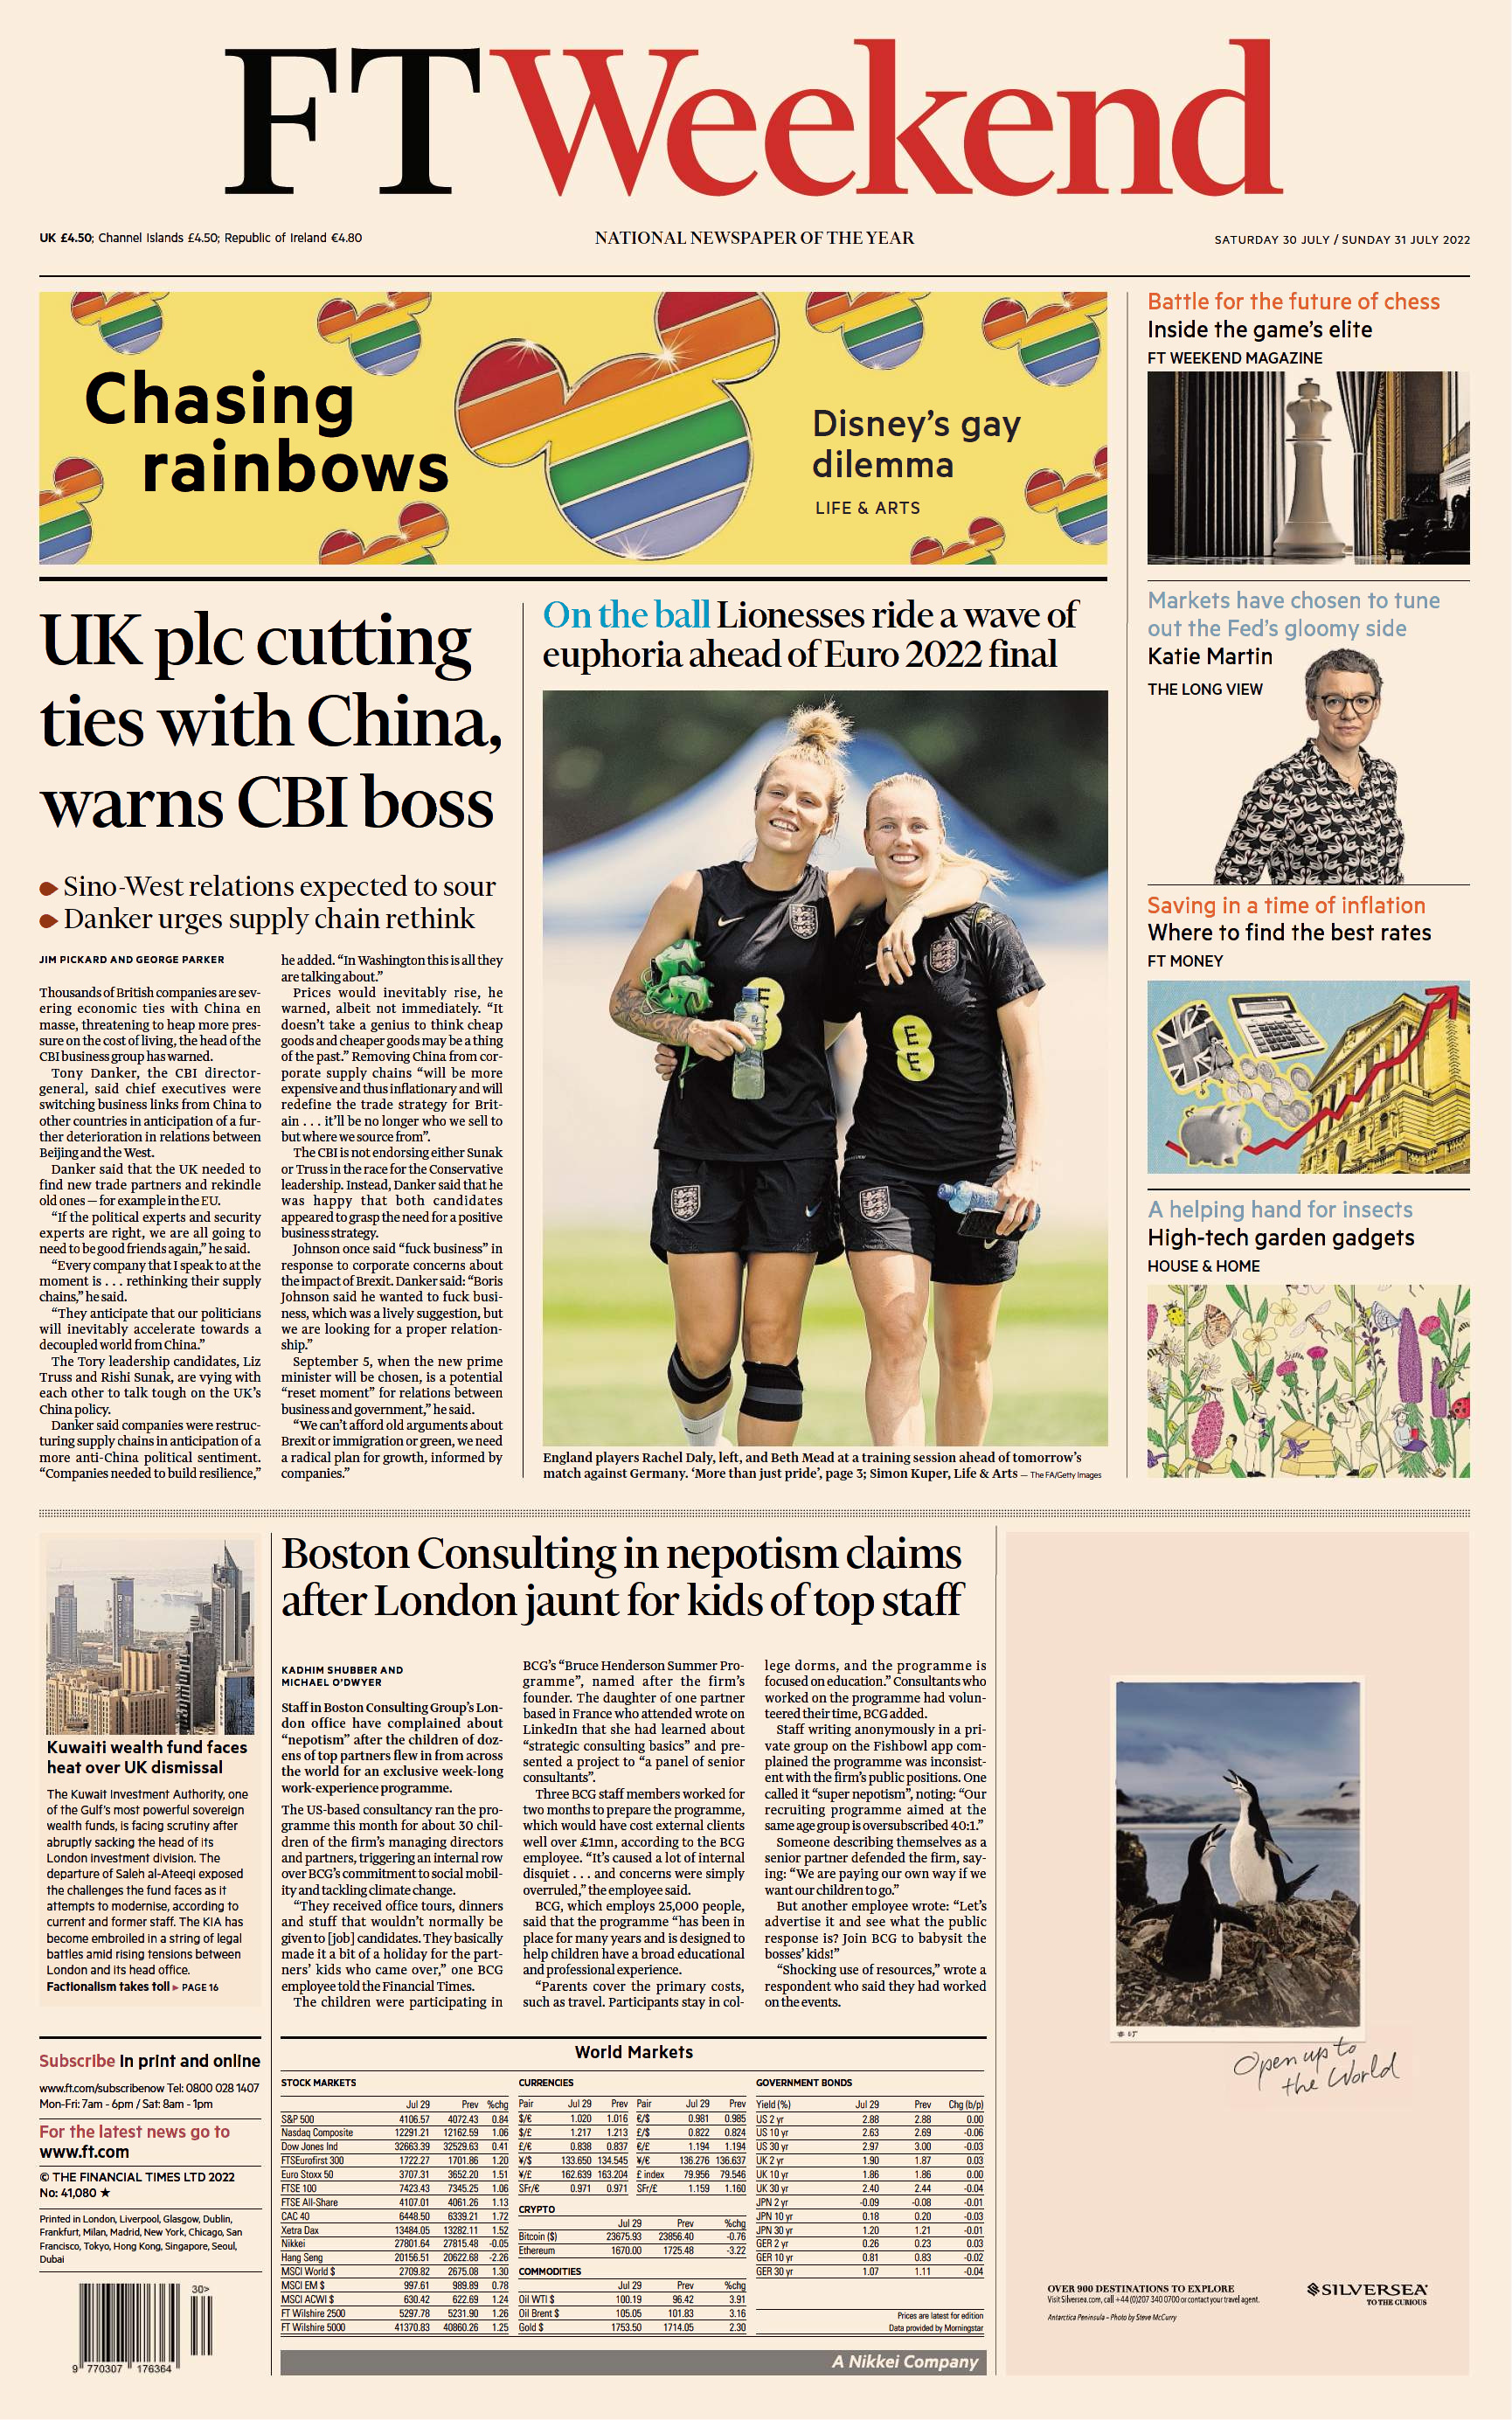 FTWeekend
UK £4.50; Channel Islands £4.50; Republic of Ireland €4.80
NATIONAL NEWSPAPER OF THE YEAR
SATURDAY 30 JULY / SUNDAY 31 JULY 2022
Chasing
rainbows
Disney's gay
dilemma
LIFE & ARTS
Battle for the future of chess
Inside the game's elite
FT WEEKEND MAGAZINE
Markets have chosen to tune
out the Fed's gloomy side
Katie Martin
THE LONG VIEW
Saving in a time of inflation
Where to find the best rates
FT MONEY
A helping hand for insects
High-tech garden gadgets
HOUSE & HOME
UK plc cutting
ties with China,
warns CBI boss
Sino-West relations expected to sour
Danker urges supply chain rethink
JIM PICKARD AND GEORGE PARKER
Thousands of British companies are sev-
ering economic ties with China en
masse, threatening to heap more pres-
sure on the cost of living, the head of the
CBI business group has warned.
Tony Danker, the CBI director-
general, said chief executives were
switching business links from China to
other countries in anticipation of a fur-
ther deterioration in relations between
Beijing and the West.
Danker said that the UK needed to
find new trade partners and rekindle
old ones — for example in the EU.
"If the political experts and security
experts are right, we are all going to
need to be good friends again," he said.
"Every company that I speak to at the
moment is . . . rethinking their supply
chains," he said.
"They anticipate that our politicians
will inevitably accelerate towards a
decoupled world from China."
The Tory leadership candidates, Liz
Truss and Rishi Sunak, are vying with
each other to talk tough on the UK's
China policy.
Danker said companies were restruc-
turing supply chains in anticipation of a
more anti-China political sentiment.
"Companies needed to build resilience,"
he added. "In Washington this is all they
are talking about."
Prices would inevitably rise, he
warned, albeit not immediately. "It
doesn't take a genius to think cheap
goods and cheaper goods may be a thing
of the past." Removing China from cor-
porate supply chains "will be more
expensive and thus inflationary and will
redefine the trade strategy for Brit-
ain . . . it'll be no longer who we sell to
but where we source from".
The CBI is not endorsing either Sunak
or Truss in the race for the Conservative
leadership. Instead, Danker said that he
was happy that both candidates
appeared to grasp the need for a positive
business strategy.
Johnson once said "fuck business" in
response to corporate concerns about
the impact of Brexit. Danker said: "Boris
Johnson said he wanted to fuck busi-
ness, which was a lively suggestion, but
we are looking for a proper relation-
ship."
September 5, when the new prime
minister will be chosen, is a potential
"reset moment" for relations between
business and government," he said.
"We can't afford old arguments about
Brexit or immigration or green, we need
a radical plan for growth, informed by
companies."
On the ball Lionesses ride a wave of
euphoria ahead of Euro 2022 final
EE
EE
England players Rachel Daly, left, and Beth Mead at a training session ahead of tomorrow's
match against Germany. 'More than just pride', page 3; Simon Kuper, Life & Arts — The FA/Getty Images
Kuwaiti wealth fund faces
heat over UK dismissal
The Kuwait Investment Authority, one
of the Gulf's most powerful sovereign
wealth funds, is facing scrutiny after
abruptly sacking the head of its
London investment division. The
departure of Saleh al-Ateeqi exposed
the challenges the fund faces as it
attempts to modernise, according to
current and former staff. The KIA has
become embroiled in a string of legal
battles amid rising tensions between
London and its head office.
Factionalism takes toll ▶ PAGE 16
Boston Consulting in nepotism claims
after London jaunt for kids of top staff
KADHIM SHUBBER AND
MICHAEL O'DWYER
Staff in Boston Consulting Group's Lon-
don office have complained about
"nepotism" after the children of doz-
ens of top partners flew in from across
the world for an exclusive week-long
work-experience programme.
The US-based consultancy ran the pro-
gramme this month for about 30 chil-
dren of the firm's managing directors
and partners, triggering an internal row
over BCG's commitment to social mobil-
ity and tackling climate change.
"They received office tours, dinners
and stuff that wouldn't normally be
given to [job] candidates. They basically
made it a bit of a holiday for the part-
ners' kids who came over," one BCG
employee told the Financial Times.
The children were participating in
BCG's "Bruce Henderson Summer Pro-
gramme", named after the firm's
founder. The daughter of one partner
based in France who attended wrote on
LinkedIn that she had learned about
"strategic consulting basics" and pre-
sented a project to "a panel of senior
consultants".
Three BCG staff members worked for
two months to prepare the programme,
which would have cost external clients
well over £1mn, according to the BCG
employee. "It's caused a lot of internal
disquiet . . . and concerns were simply
overruled," the employee said.
BCG, which employs 25,000 people,
said that the programme "has been in
place for many years and is designed to
help children have a broad educational
and professional experience.
"Parents cover the primary costs,
such as travel. Participants stay in col-
lege dorms, and the programme is
focused on education." Consultants who
worked on the programme had volun-
teered their time, BCG added.
Staff writing anonymously in a pri-
vate group on the Fishbowl app com-
plained the programme was inconsist-
ent with the firm's public positions. One
called it "super nepotism", noting: "Our
recruiting programme aimed at the
same age group is oversubscribed 40:1."
Someone describing themselves as a
senior partner defended the firm, say-
ing: "We are paying our own way if we
want our children to go."
But another employee wrote: "Let's
advertise it and see what the public
response is? Join BCG to babysit the
bosses' kids!"
"Shocking use of resources," wrote a
respondent who said they had worked
on the events.
Subscribe In print and online
www.ft.com/subscribenow Tel: 0800 028 1407
Mon-Fri: 7am - 6pm / Sat: 8am - 1pm
For the latest news go to
www.ft.com
© THE FINANCIAL TIMES LTD 2022
No: 41,080 ★
Printed in London, Liverpool, Glasgow, Dublin,
Frankfurt, Milan, Madrid, New York, Chicago, San
Francisco, Tokyo, Hong Kong, Singapore, Seoul,
Dubai
30>
9 770307 176364
World Markets
STOCK MARKETS
Jul 29 Prev %chg
S&P 500 4106.57 4072.43 0.84
Nasdaq Composite 12291.21 12162.59 1.06
Dow Jones Ind 32663.39 32529.63 0.41
FTSEurofirst 300 1722.27 1701.86 1.20
Euro Stoxx 50 3707.31 3652.20 1.51
FTSE 100 7423.43 7345.25 1.06
FTSE All-Share 4107.01 4061.26 1.13
CAC 40 6448.50 6339.21 1.72
Xetra Dax 13484.05 13282.11 1.52
Nikkei 27801.64 27815.48 -0.05
Hang Seng 20156.51 20622.68 -2.26
MSCI World $ 2709.82 2675.08 1.30
MSCI EM $ 997.61 989.89 0.78
MSCI ACWI $ 630.42 622.69 1.24
FT Wilshire 2500 5297.78 5231.90 1.26
FT Wilshire 5000 41370.83 40860.26 1.25
CURRENCIES
Pair Jul 29 Prev Pair Jul 29 Prev
$/€ 1.020 1.016 €/$ 0.981 0.985
$/£ 1.217 1.213 £/$ 0.822 0.824
£/€ 0.838 0.837 €/£ 1.194 1.194
¥/$ 133.650 134.545 ¥/€ 136.276 136.637
¥/£ 162.639 163.204 £ index 79.956 79.546
SFr/€ 0.971 0.971 SFr/£ 1.159 1.160
CRYPTO
Jul 29 Prev %chg
Bitcoin ($) 23675.93 23856.40 -0.76
Ethereum 1670.00 1725.48 -3.22
COMMODITIES
Jul 29 Prev %chg
Oil WTI $ 100.19 96.42 3.91
Oil Brent $ 105.05 101.83 3.16
Gold $ 1753.50 1714.05 2.30
GOVERNMENT BONDS
Yield (%) Jul 29 Prev Chg (b/p)
US 2 yr 2.88 2.88 0.00
US 10 yr 2.63 2.69 -0.06
US 30 yr 2.97 3.00 -0.03
UK 2 yr 1.90 1.87 0.03
UK 10 yr 1.86 1.86 0.00
UK 30 yr 2.40 2.44 -0.04
JPN 2 yr -0.09 -0.08 -0.01
JPN 10 yr 0.18 0.20 -0.03
JPN 30 yr 1.20 1.21 -0.01
GER 2 yr 0.26 0.23 0.03
GER 10 yr 0.81 0.83 -0.02
GER 30 yr 1.07 1.11 -0.04
Prices are latest for edition
Data provided by Morningstar
A Nikkei Company
Open up to
the World
OVER 900 DESTINATIONS TO EXPLORE
Visit Silversea.com, call +44 (0)207 340 0700 or contact your travel agent.
Antarctica Peninsula – Photo by Steve McCurry
SILVERSEA
TO THE CURIOUS